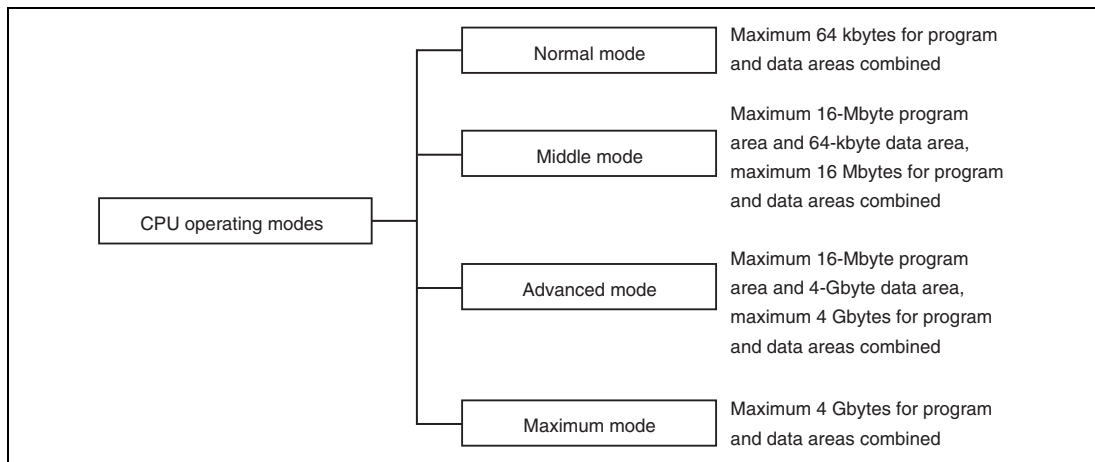 CPU operating modes
Normal mode
Maximum 64 kbytes for program
and data areas combined
Middle mode
Maximum 16-Mbyte program
area and 64-kbyte data area,
maximum 16 Mbytes for program
and data areas combined
Advanced mode
Maximum 16-Mbyte program
area and 4-Gbyte data area,
maximum 4 Gbytes for program
and data areas combined
Maximum mode
Maximum 4 Gbytes for program
and data areas combined